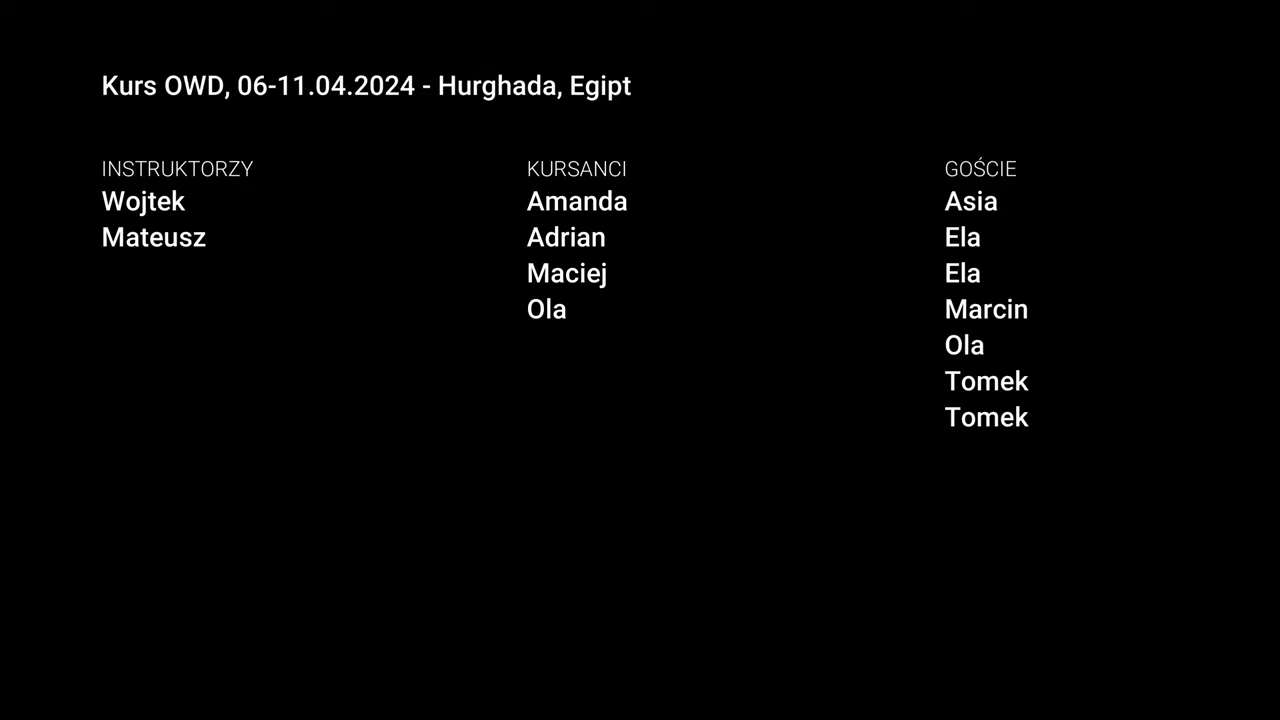 Kurs OWD, 06-11.04.2024 - Hurghada, Egipt
INSTRUKTORZY
Wojtek
Mateusz
KURSANCI
Amanda
Adrian
Maciej
Ola
GOŚCIE
Asia
Ela
Ela
Marcin
Ola
Tomek
Tomek